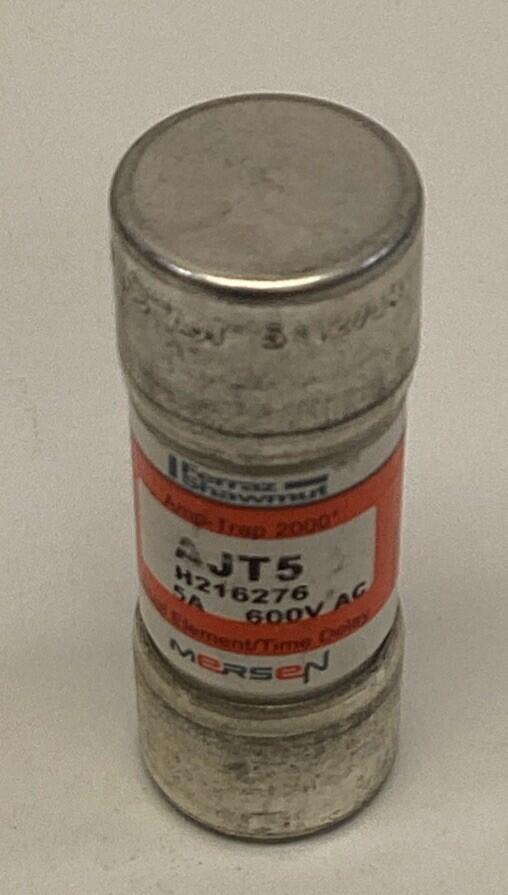 Ferraz
Shawmut
Amp-Trap 2000®
AJT5
H216276
5A 600V AC
Element/Time Delay
MERSEN